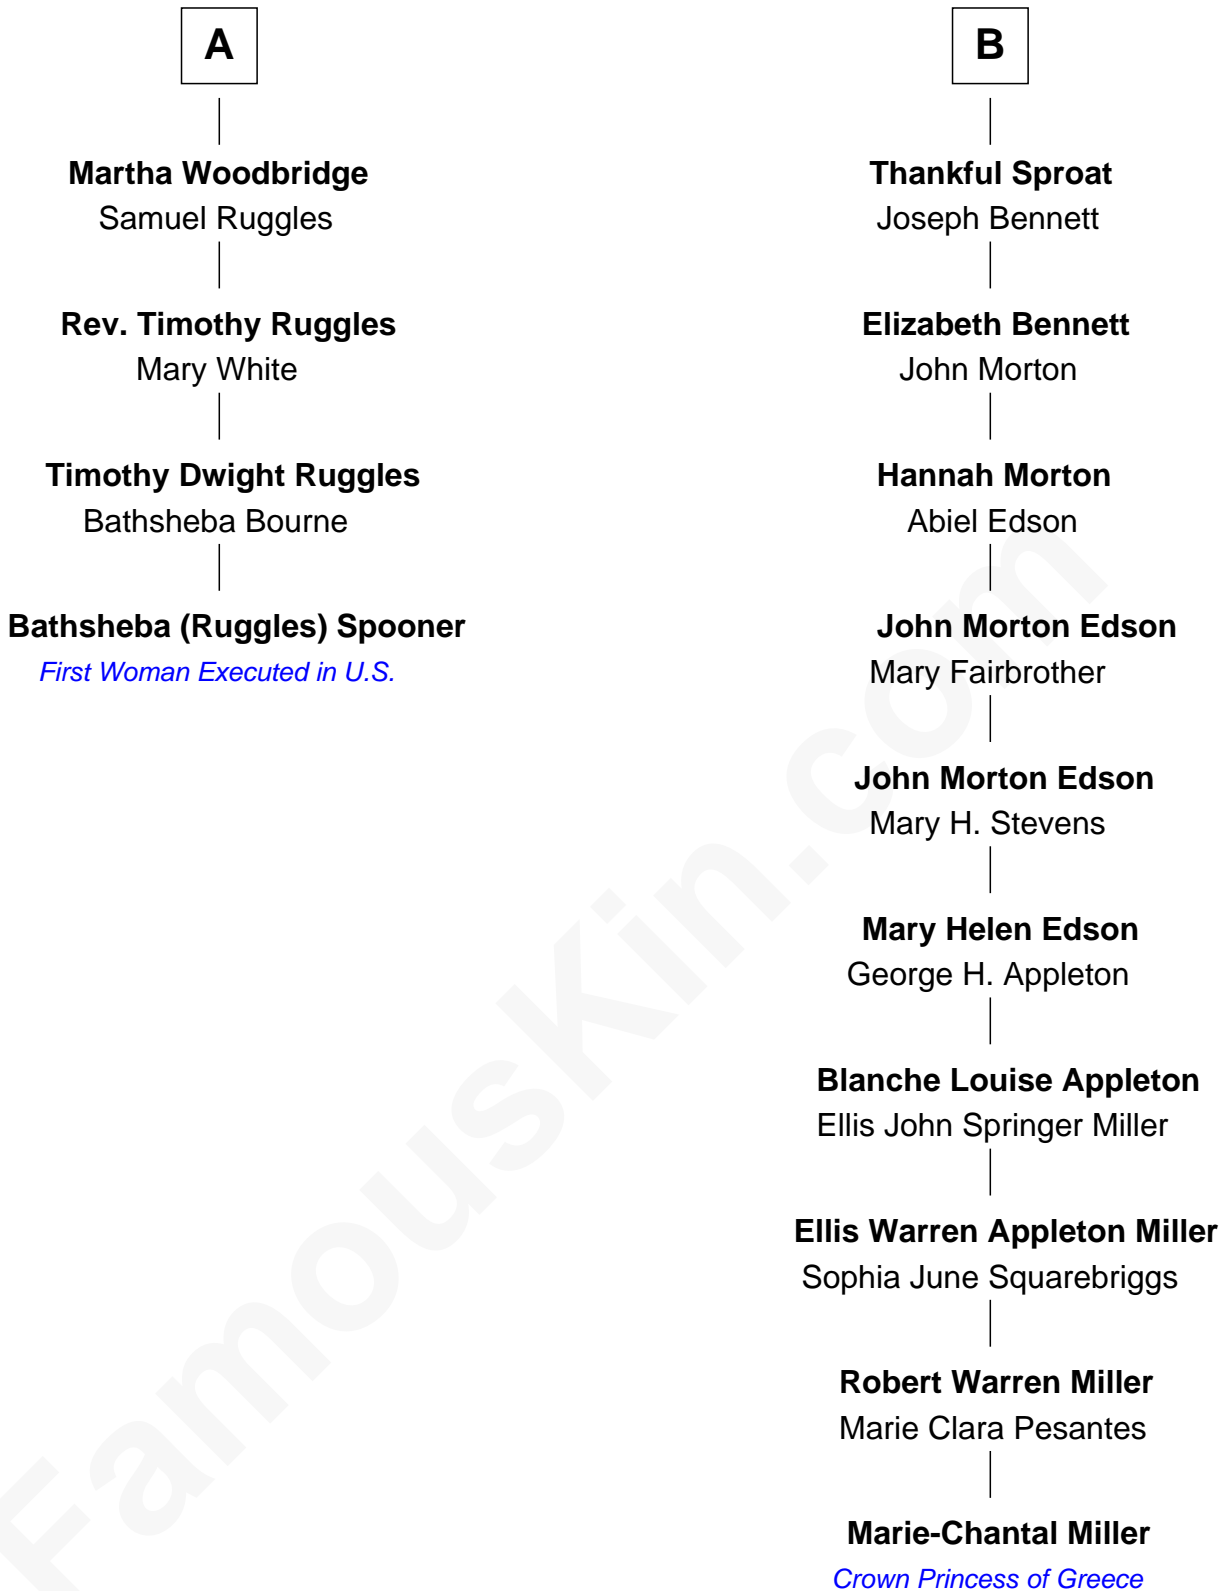 A
Martha Woodbridge
Samuel Ruggles
Rev. Timothy Ruggles
Mary White
Timothy Dwight Ruggles
Bathsheba Bourne
Bathsheba (Ruggles) Spooner
First Woman Executed in U.S.
B
Thankful Sproat
Joseph Bennett
Elizabeth Bennett
John Morton
Hannah Morton
Abiel Edson
John Morton Edson
Mary Fairbrother
John Morton Edson
Mary H. Stevens
Mary Helen Edson
George H. Appleton
Blanche Louise Appleton
Ellis John Springer Miller
Ellis Warren Appleton Miller
Sophia June Squarebriggs
Robert Warren Miller
Marie Clara Pesantes
Marie-Chantal Miller
Crown Princess of Greece
FamousKin.com